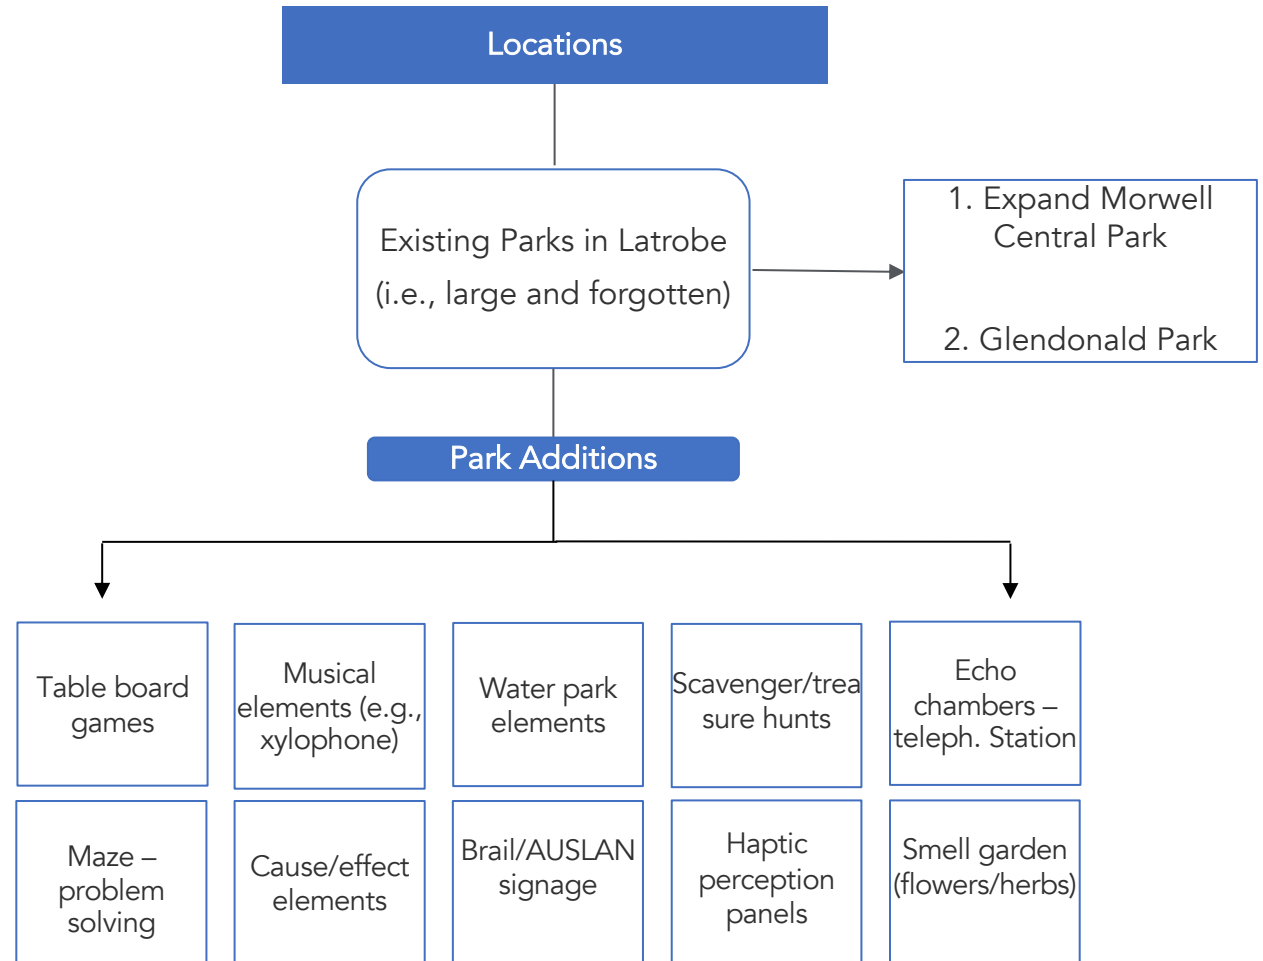 Locations
Existing Parks in Latrobe
(i.e., large and forgotten)
1. Expand Morwell
Central Park
2. Glendonald Park
Park Additions
Table board
games
Musical
elements (e.g.,
xylophone)
Water park
elements
Scavenger/trea
sure hunts
Echo
chambers –
teleph. Station
Maze –
problem
solving
Cause/effect
elements
Brail/AUSLAN
signage
Haptic
perception
panels
Smell garden
(flowers/herbs)